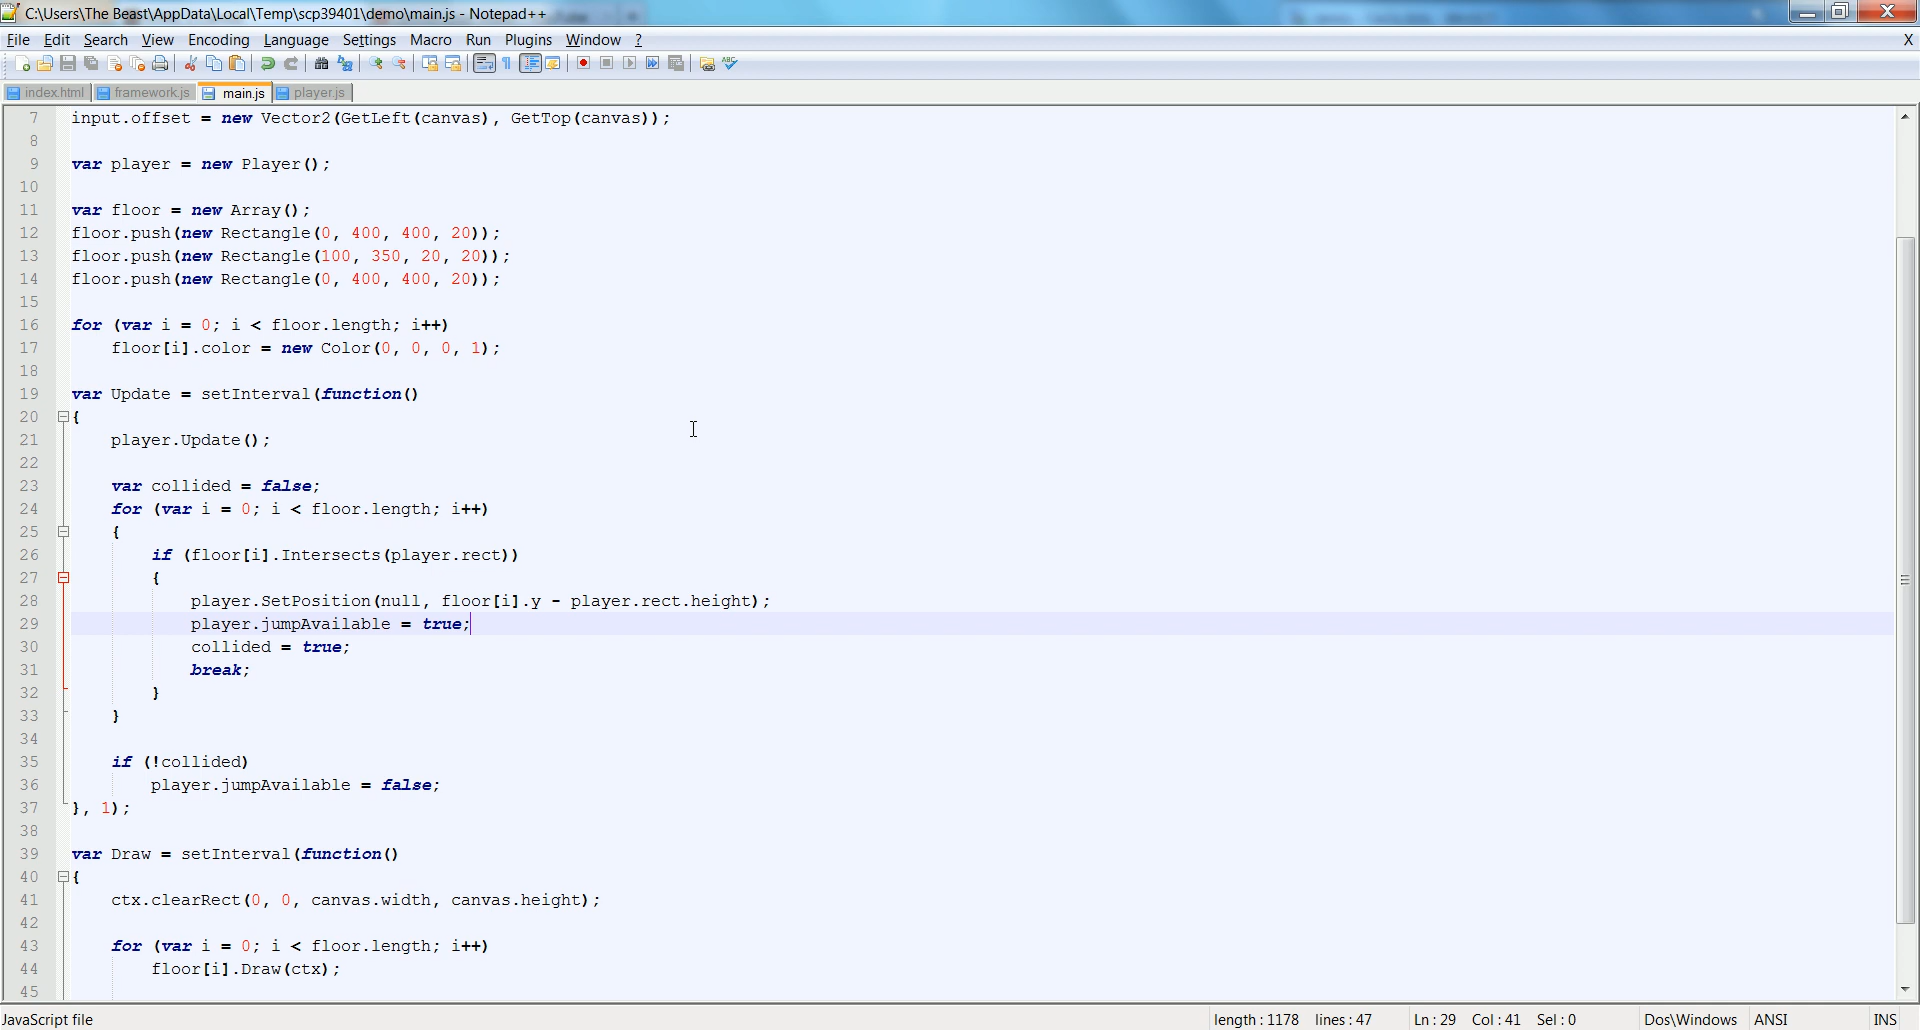 C:\Users\The Beast\AppData\Local\Temp\scp39401\demo\main.js - Notepad++
File Edit Search View Encoding Language Settings Macro Run Plugins Window ? X
index.html framework.js main.js player.js
7 input.offset = new Vector2(GetLeft(canvas), GetTop(canvas));
8
9 var player = new Player();
10
11 var floor = new Array();
12 floor.push(new Rectangle(0, 400, 400, 20));
13 floor.push(new Rectangle(100, 350, 20, 20));
14 floor.push(new Rectangle(0, 400, 400, 20));
15
16 for (var i = 0; i < floor.length; i++)
17 floor[i].color = new Color(0, 0, 0, 1);
18
19 var Update = setInterval(function()
20 {
21 player.Update();
22
23 var collided = false;
24 for (var i = 0; i < floor.length; i++)
25 {
26 if (floor[i].Intersects(player.rect))
27 {
28 player.SetPosition(null, floor[i].y - player.rect.height);
29 player.jumpAvailable = true;
30 collided = true;
31 break;
32 }
33 }
34
35 if (!collided)
36 player.jumpAvailable = false;
37 }, 1);
38
39 var Draw = setInterval(function()
40 {
41 ctx.clearRect(0, 0, canvas.width, canvas.height);
42
43 for (var i = 0; i < floor.length; i++)
44 floor[i].Draw(ctx);
45
JavaScript file length : 1178 lines : 47 Ln : 29 Col : 41 Sel : 0 Dos\Windows ANSI INS